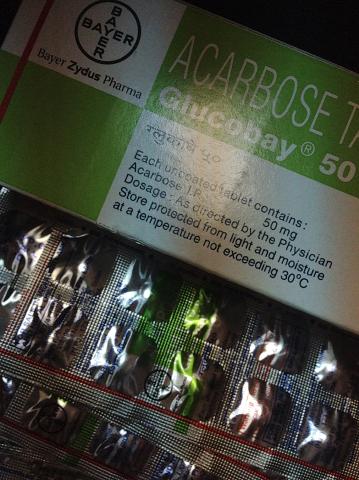 BAYER
BAYER
Bayer Zydus Pharma
ACARBOSE TA
Glucobay® 50
ग्लुकोबे ५०
Each uncoated tablet contains:
Acarbose I.P. 50 mg
Dosage: As directed by the Physician
Store protected from light and moisture
at a temperature not exceeding 30°C